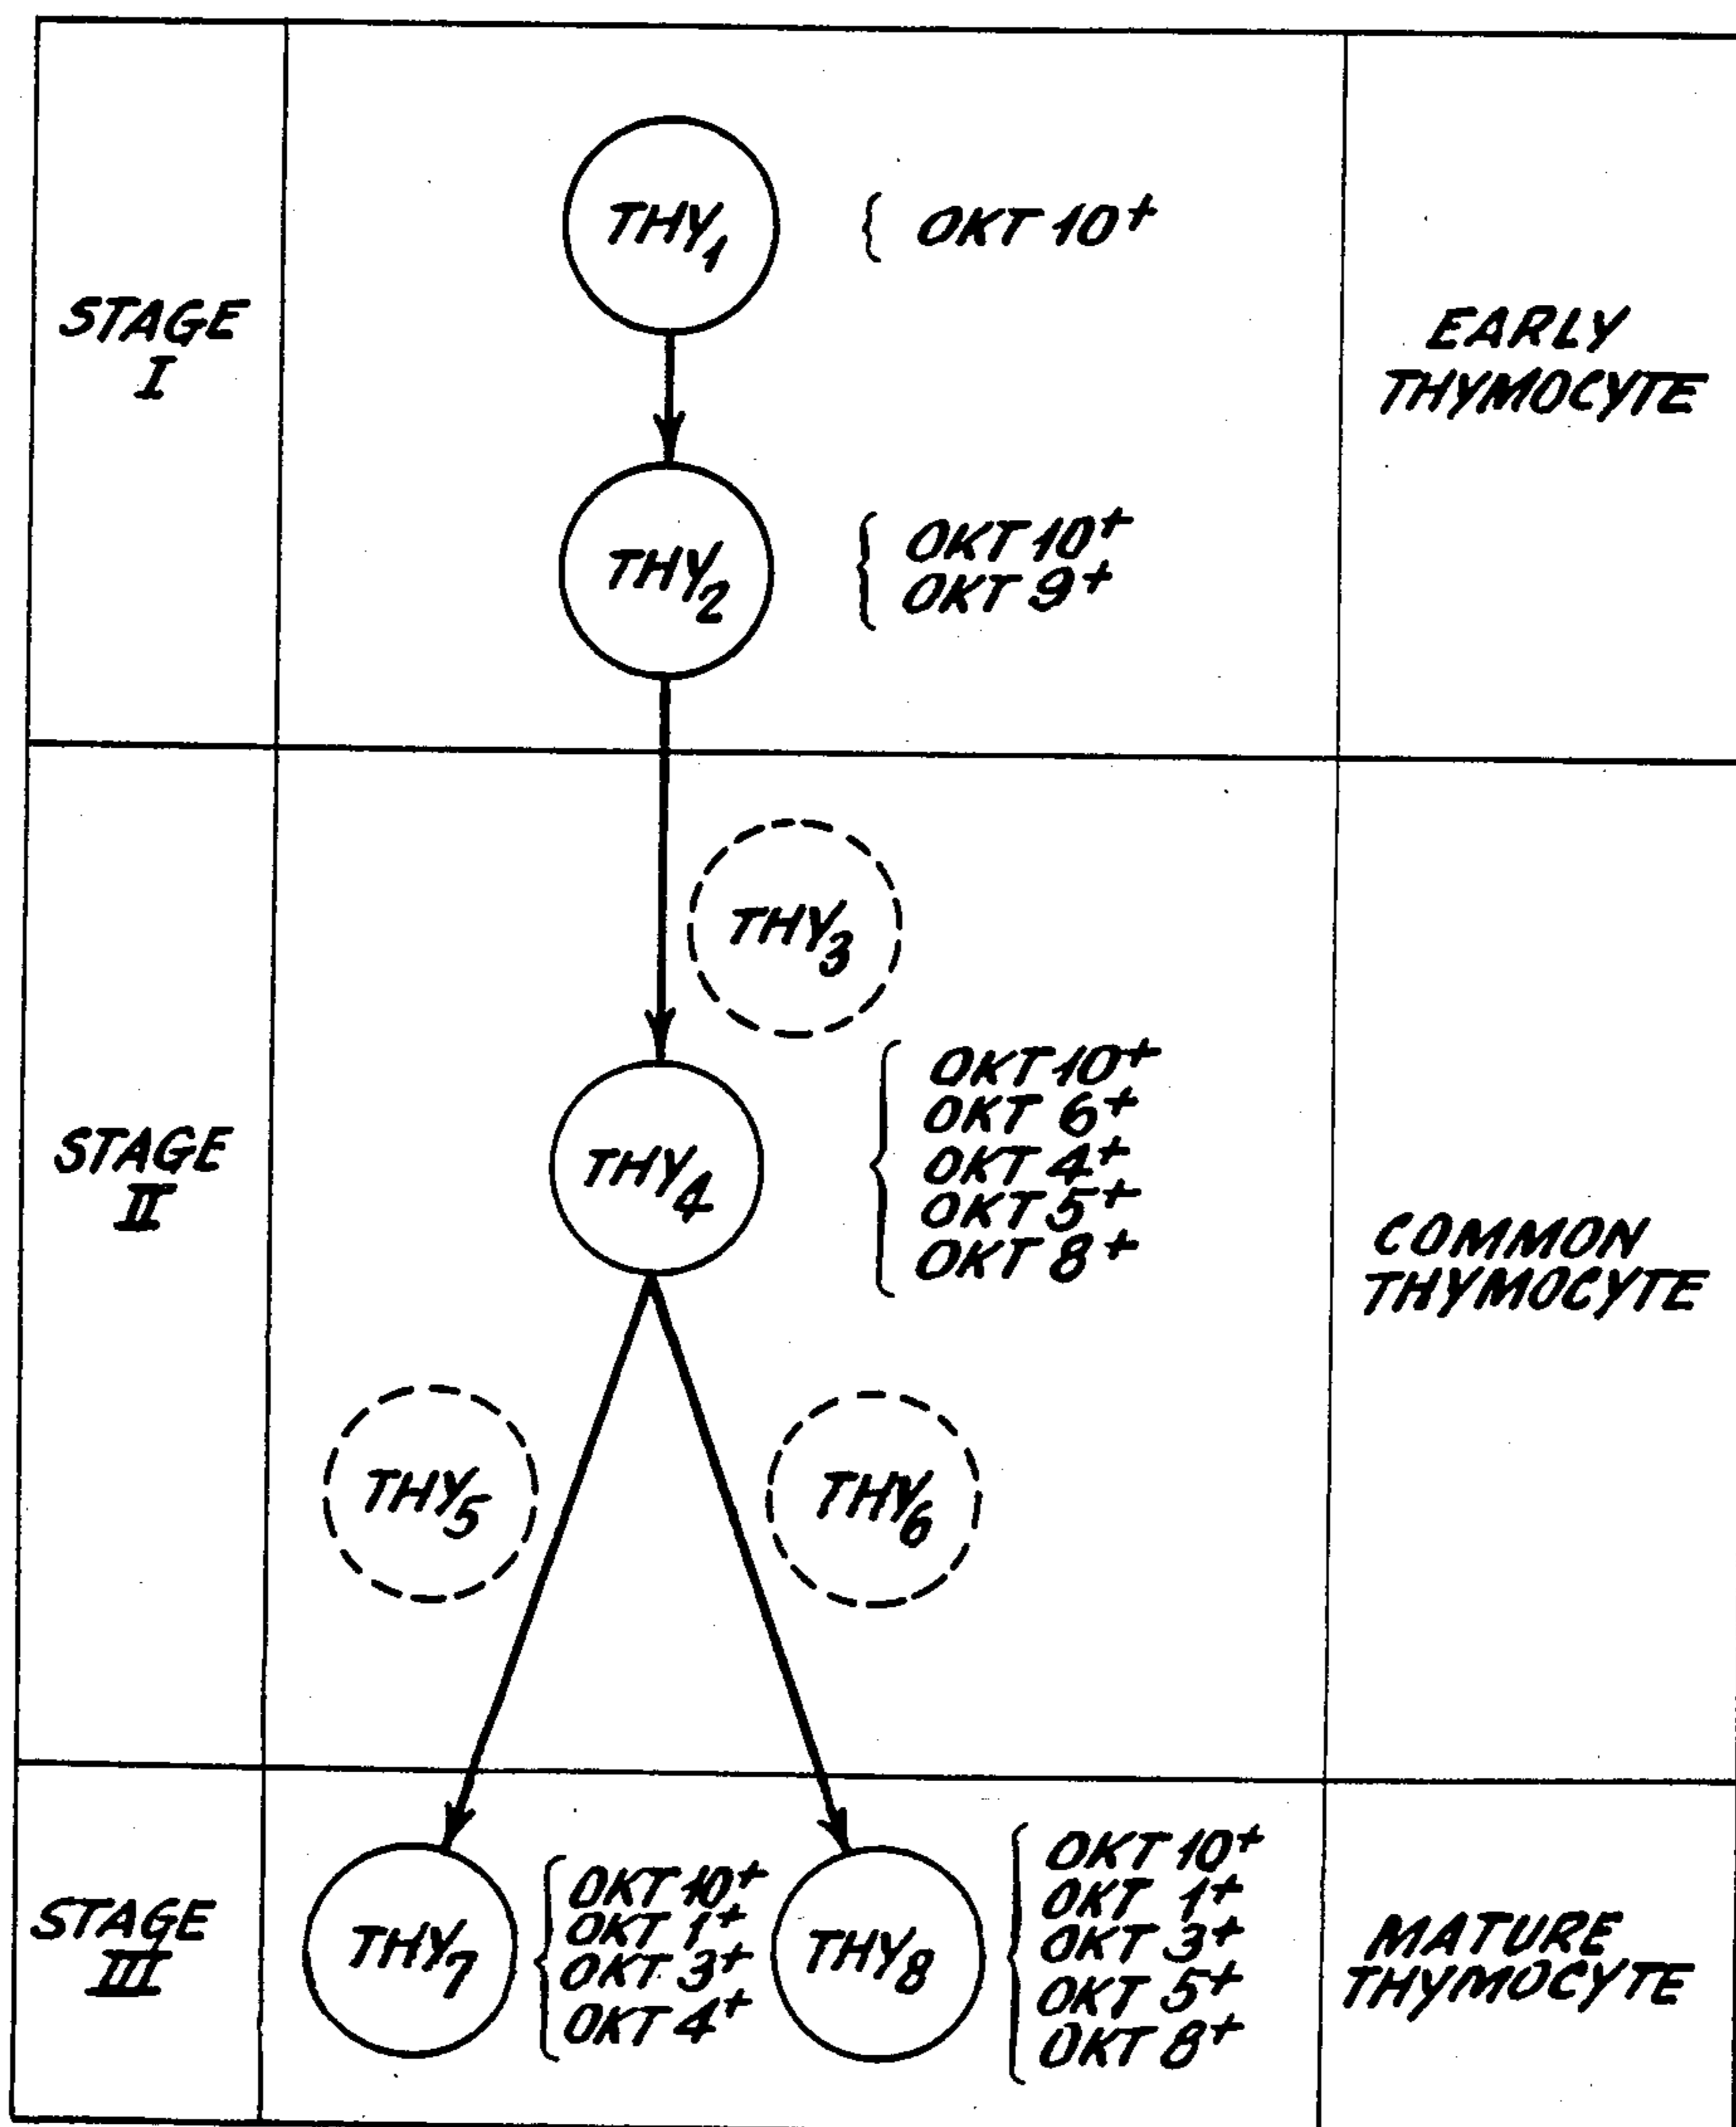 STAGE
I
THY1
{ OKT 10+
EARLY
THYMOCYTE
THY2
{ OKT 10+
OKT 9+
STAGE
II
THY3
THY4
{ OKT 10+
OKT 6+
OKT 4+
OKT 5+
OKT 8+
COMMON
THYMOCYTE
THY5
THY6
STAGE
III
THY7
{ OKT 10+
OKT 1+
OKT 3+
OKT 4+
THY8
{ OKT 10+
OKT 1+
OKT 3+
OKT 5+
OKT 8+
MATURE
THYMOCYTE